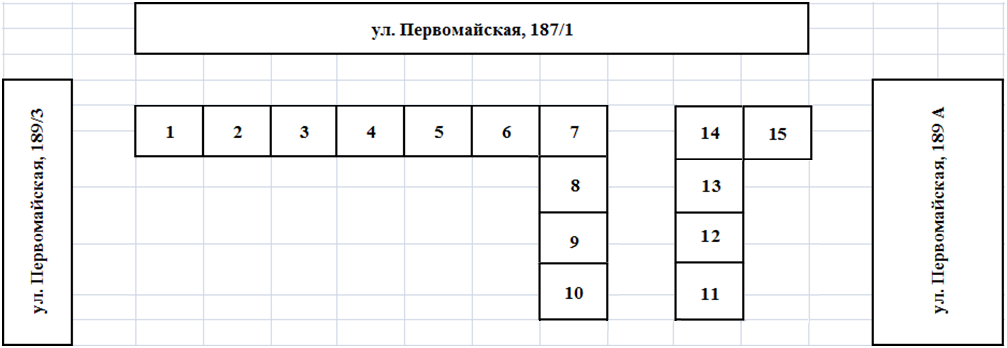 ул. Первомайская, 187/1
ул. Первомайская, 189/3
1 2 3 4 5 6 7 14 15
8 13
9 12
10 11
ул. Первомайская, 189 А